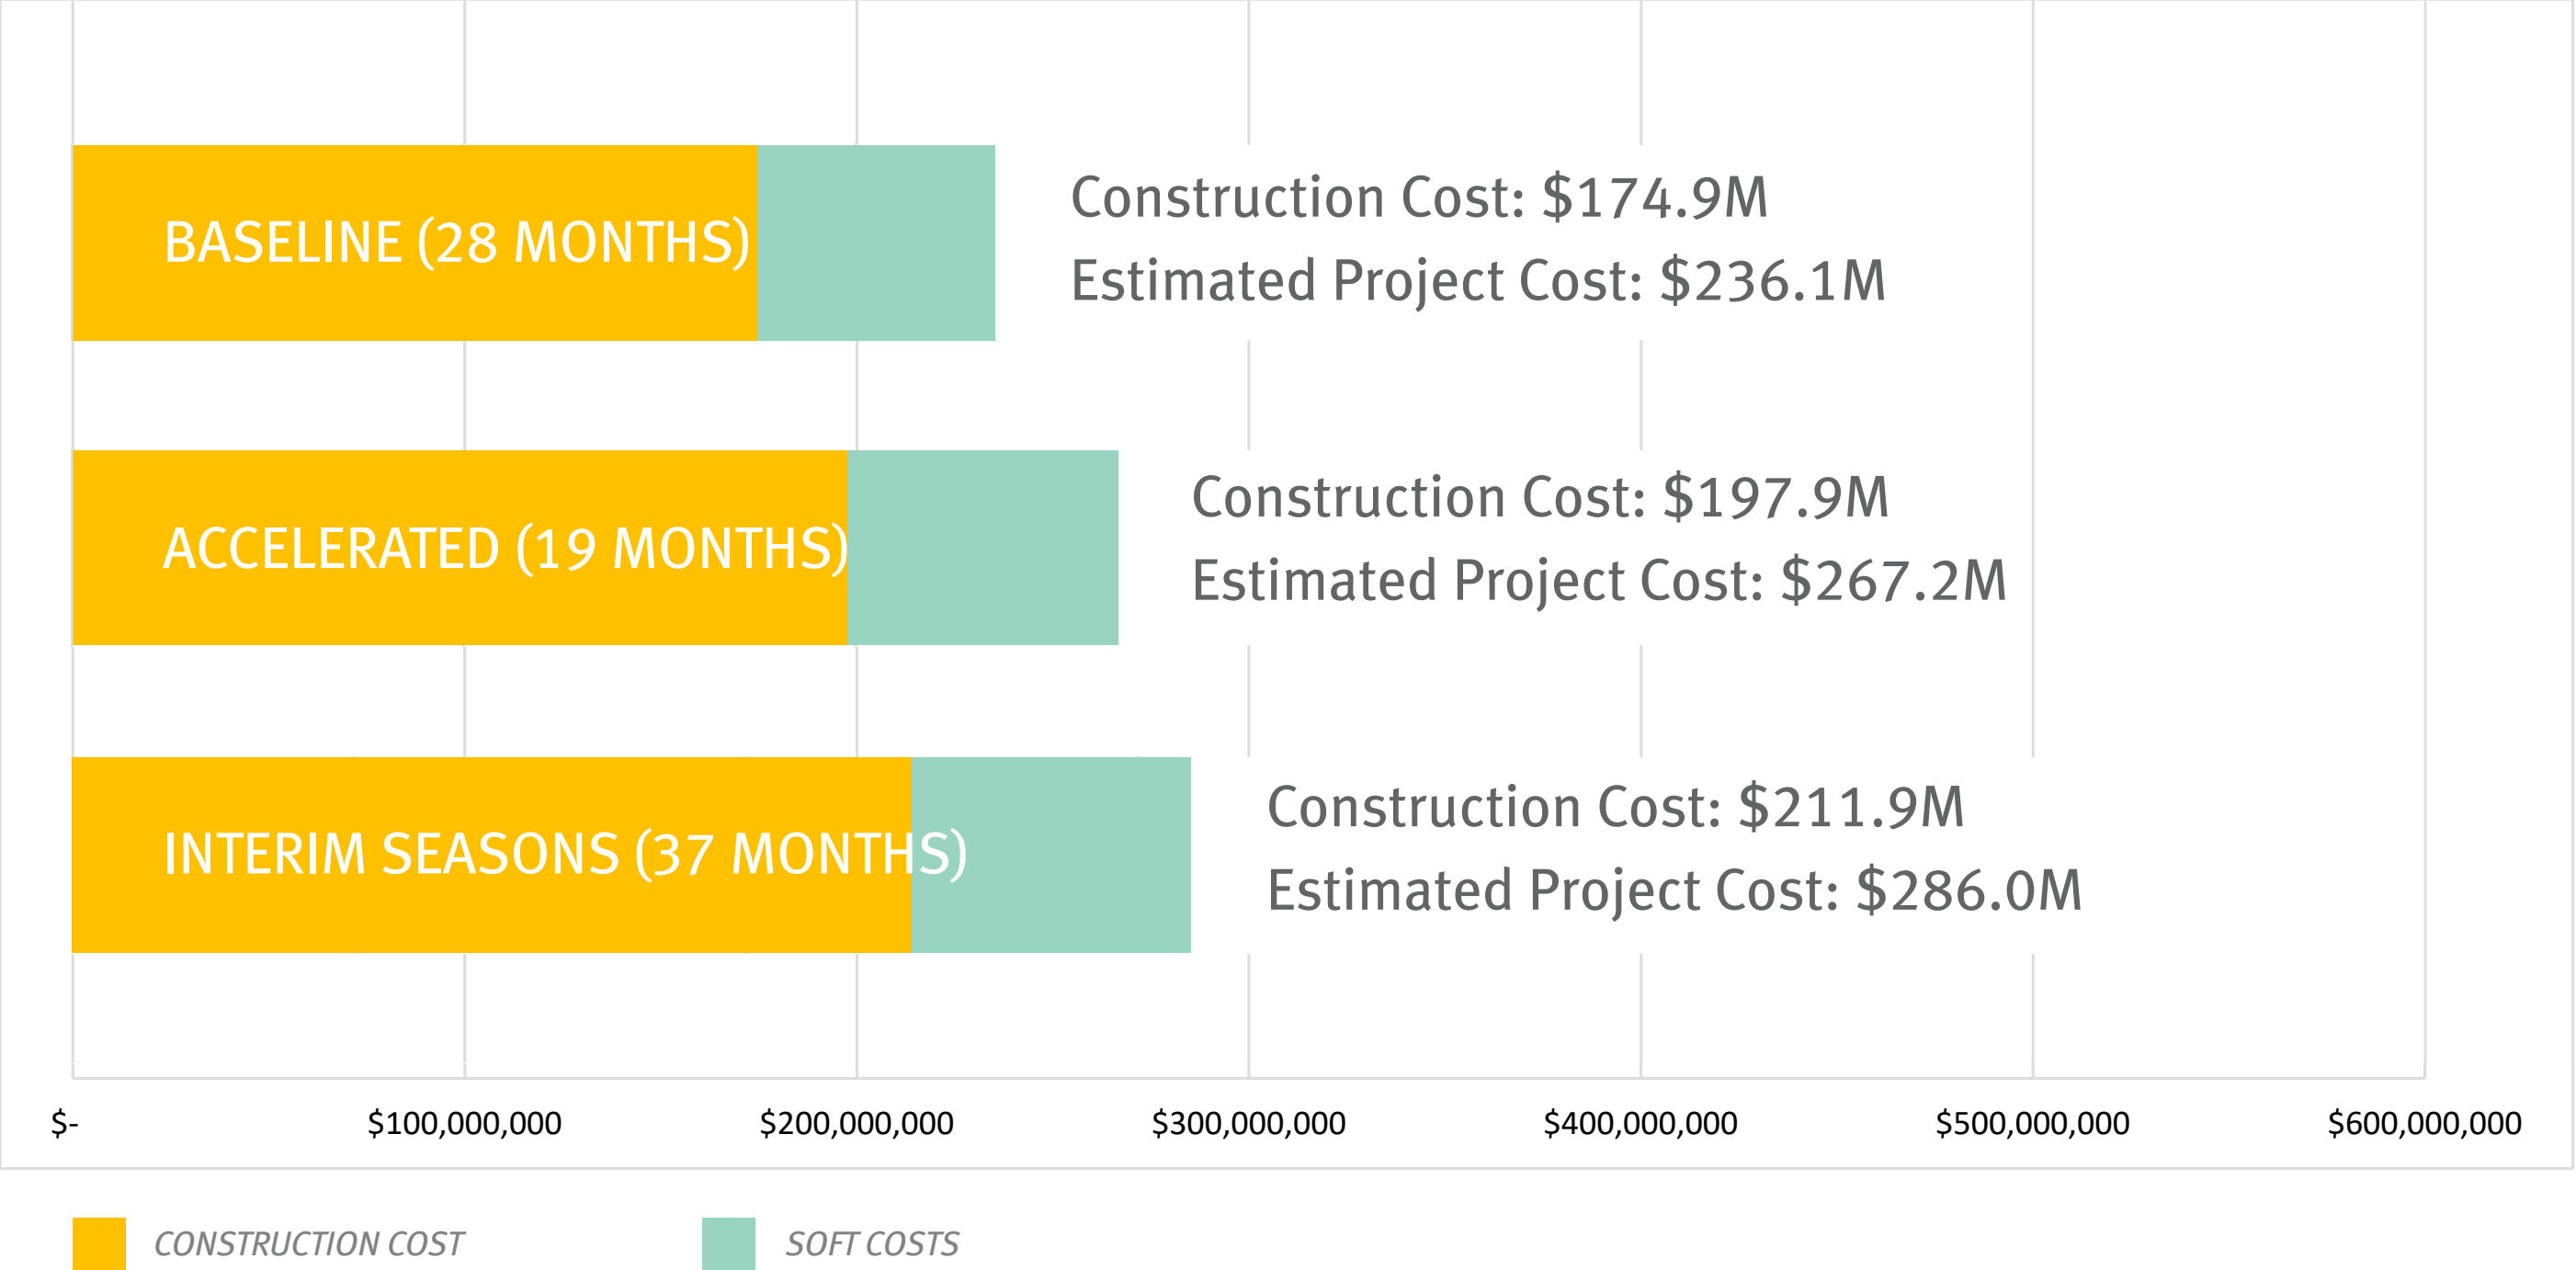 BASELINE (28 MONTHS)
Construction Cost: $174.9M
Estimated Project Cost: $236.1M
ACCELERATED (19 MONTHS)
Construction Cost: $197.9M
Estimated Project Cost: $267.2M
INTERIM SEASONS (37 MONTHS)
Construction Cost: $211.9M
Estimated Project Cost: $286.0M
$- $100,000,000 $200,000,000 $300,000,000 $400,000,000 $500,000,000 $600,000,000
CONSTRUCTION COST SOFT COSTS